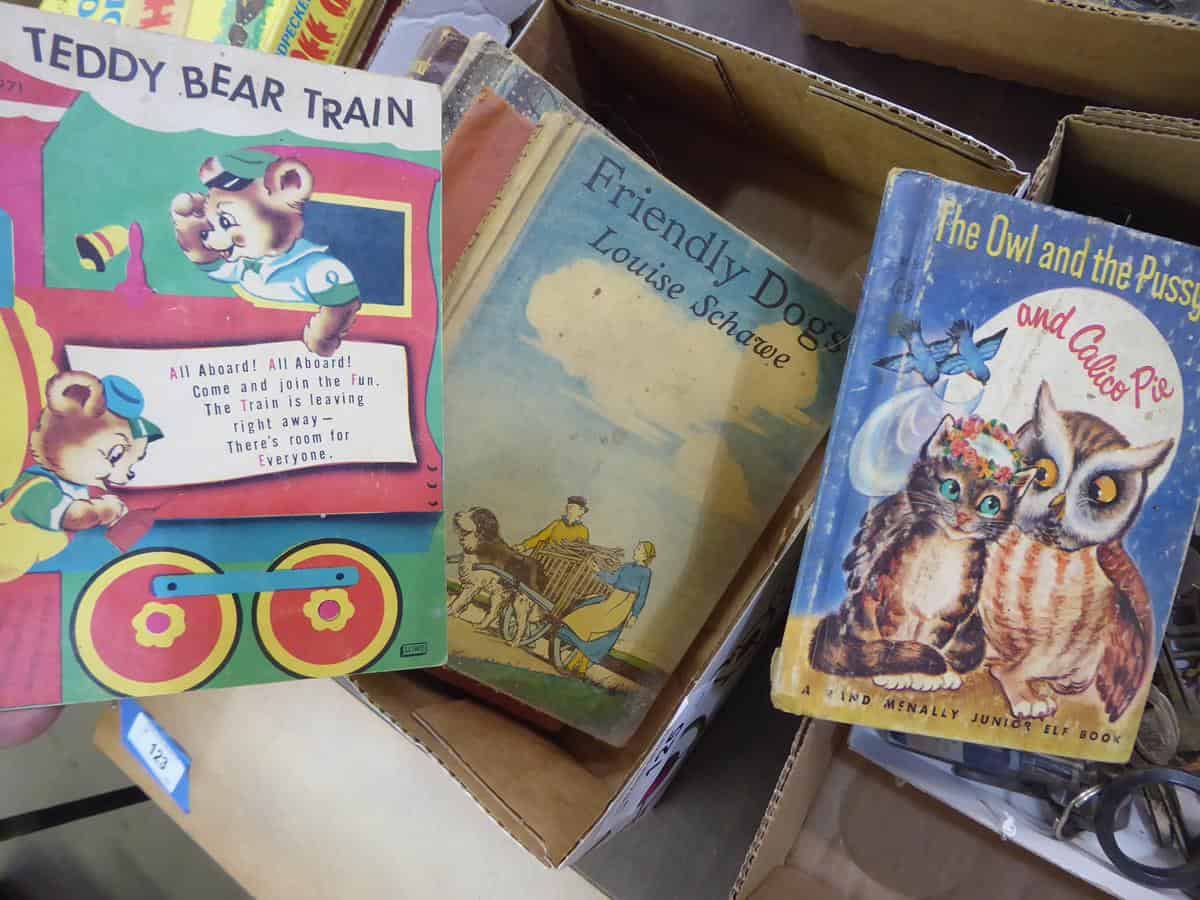 TEDDY BEAR TRAIN
All Aboard! All Aboard!
Come and join the Fun.
The Train is leaving
right away—
There's room for
Everyone.
LOWE
Friendly Dogs
Louise Schawe
The Owl and the Pussy
and Calico Pie
A RAND MCNALLY JUNIOR ELF BOOK
123